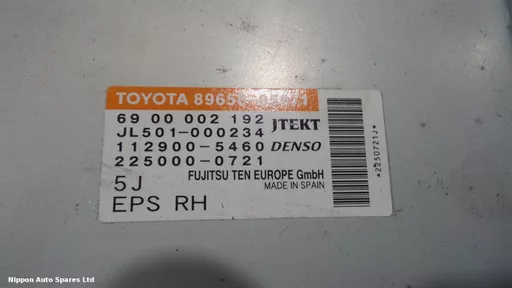 TOYOTA
69 00 002 192 JTEKT
JL501-000234
112900-5460 DENSO
225000-0721
5J FUJITSU TEN EUROPE GmbH
MADE IN SPAIN
EPS RH
*2250721J*
Nippon Auto Spares Ltd